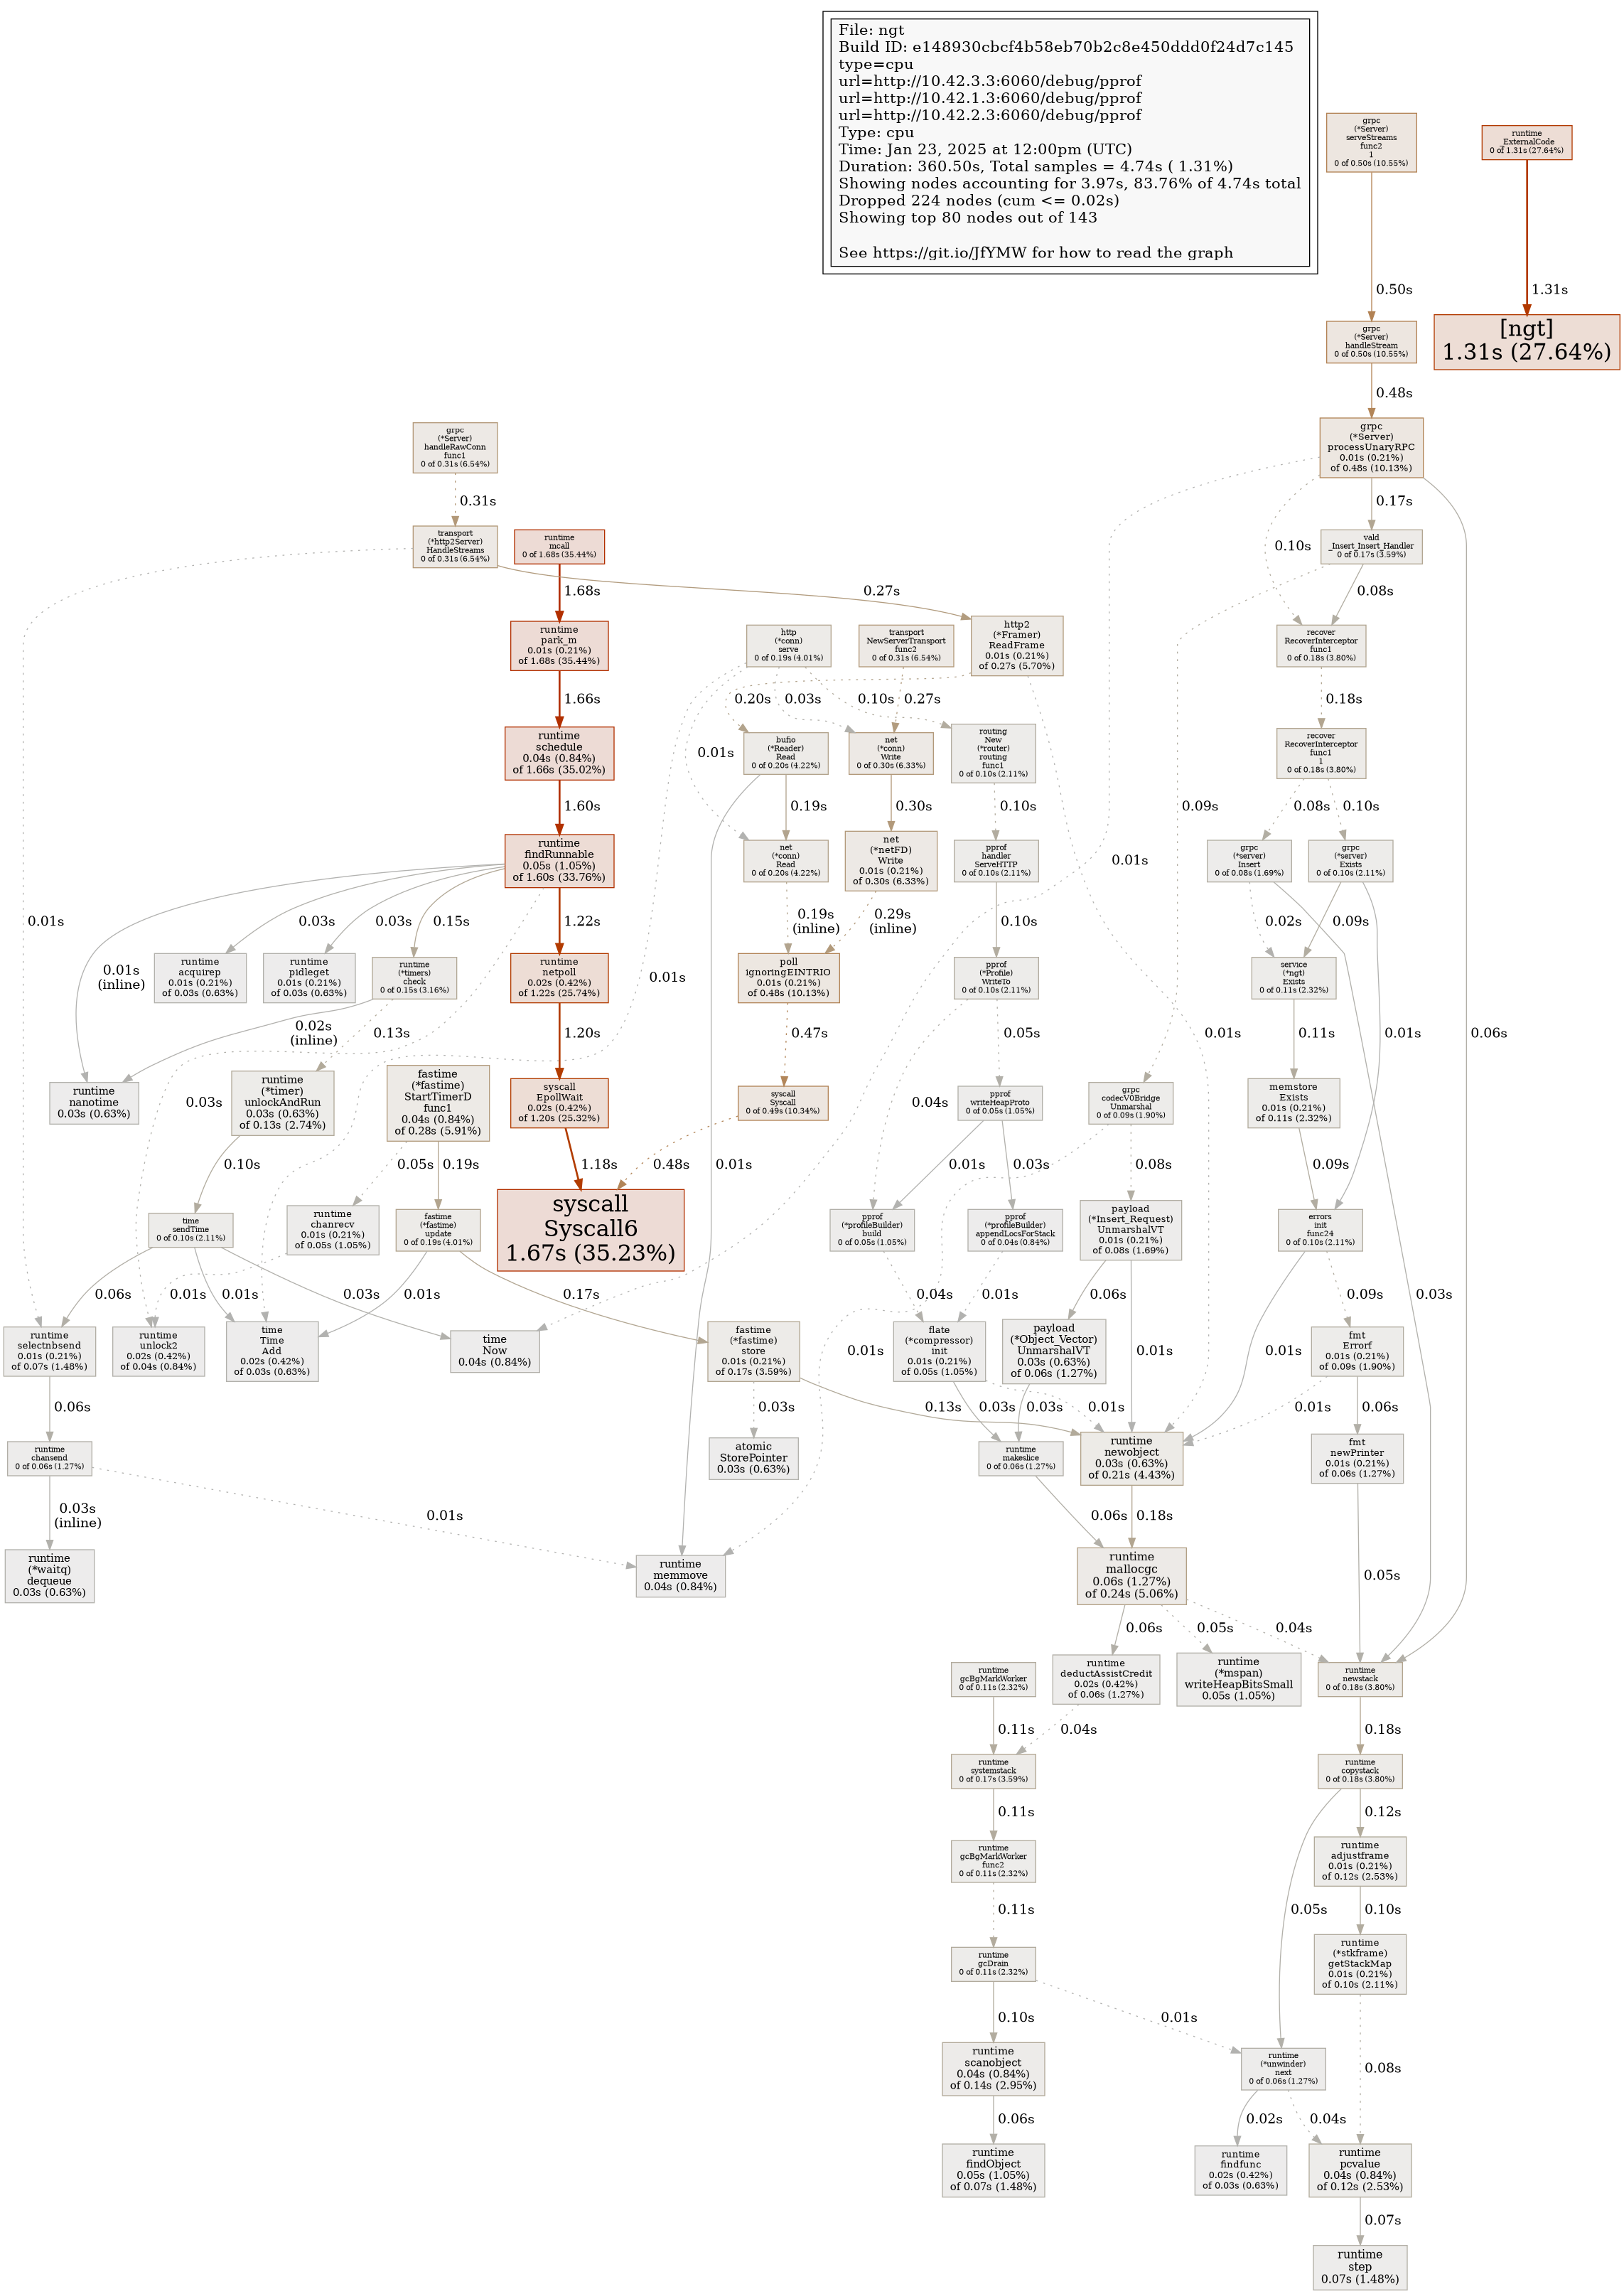 File: ngt
Build ID: e148930cbcf4b58eb70b2c8e450ddd0f24d7c145
type=cpu
url=http://10.42.3.3:6060/debug/pprof
url=http://10.42.1.3:6060/debug/pprof
url=http://10.42.2.3:6060/debug/pprof
Type: cpu
Time: Jan 23, 2025 at 12:00pm (UTC)
Duration: 360.50s, Total samples = 4.74s ( 1.31%)
Showing nodes accounting for 3.97s, 83.76% of 4.74s total
Dropped 224 nodes (cum <= 0.02s)
Showing top 80 nodes out of 143
See https://git.io/JfYMW for how to read the graph
grpc
(*Server)
serveStreams
func2
1
0 of 0.50s (10.55%)
runtime
_ExternalCode
0 of 1.31s (27.64%)
0.50s
1.31s
grpc
(*Server)
handleStream
0 of 0.50s (10.55%)
[ngt]
1.31s (27.64%)
0.48s
grpc
(*Server)
handleRawConn
func1
0 of 0.31s (6.54%)
grpc
(*Server)
processUnaryRPC
0.01s (0.21%)
of 0.48s (10.13%)
0.31s
0.17s
0.10s
transport
(*http2Server)
HandleStreams
0 of 0.31s (6.54%)
runtime
mcall
0 of 1.68s (35.44%)
vald
_Insert_Insert_Handler
0 of 0.17s (3.59%)
1.68s
0.27s
0.08s
runtime
park_m
0.01s (0.21%)
of 1.68s (35.44%)
http
(*conn)
serve
0 of 0.19s (4.01%)
transport
NewServerTransport
func2
0 of 0.31s (6.54%)
http2
(*Framer)
ReadFrame
0.01s (0.21%)
of 0.27s (5.70%)
recover
RecoverInterceptor
func1
0 of 0.18s (3.80%)
1.66s
0.20s
0.03s
0.27s
0.10s
0.18s
0.01s
runtime
schedule
0.04s (0.84%)
of 1.66s (35.02%)
bufio
(*Reader)
Read
0 of 0.20s (4.22%)
net
(*conn)
Write
0 of 0.30s (6.33%)
routing
New
(*router)
routing
func1
0 of 0.10s (2.11%)
recover
RecoverInterceptor
func1
1
0 of 0.18s (3.80%)
1.60s
0.19s
0.30s
0.10s
0.09s
0.08s
0.10s
runtime
findRunnable
0.05s (1.05%)
of 1.60s (33.76%)
net
(*conn)
Read
0 of 0.20s (4.22%)
net
(*netFD)
Write
0.01s (0.21%)
of 0.30s (6.33%)
pprof
handler
ServeHTTP
0 of 0.10s (2.11%)
0.01s
grpc
(*server)
Insert
0 of 0.08s (1.69%)
grpc
(*server)
Exists
0 of 0.10s (2.11%)
0.01s
0.03s
0.03s
0.15s
1.22s
0.19s
(inline)
0.29s
(inline)
0.10s
0.02s
0.09s
0.01s
(inline)
runtime
acquirep
0.01s (0.21%)
of 0.03s (0.63%)
runtime
pidleget
0.01s (0.21%)
of 0.03s (0.63%)
runtime
(*timers)
check
0 of 0.15s (3.16%)
runtime
netpoll
0.02s (0.42%)
of 1.22s (25.74%)
0.01s
poll
ignoringEINTRIO
0.01s (0.21%)
of 0.48s (10.13%)
pprof
(*Profile)
WriteTo
0 of 0.10s (2.11%)
service
(*ngt)
Exists
0 of 0.11s (2.32%)
0.02s
(inline)
0.13s
1.20s
0.47s
0.05s
0.01s
0.11s
0.01s
0.06s
runtime
nanotime
0.03s (0.63%)
0.03s
runtime
(*timer)
unlockAndRun
0.03s (0.63%)
of 0.13s (2.74%)
fastime
(*fastime)
StartTimerD
func1
0.04s (0.84%)
of 0.28s (5.91%)
syscall
EpollWait
0.02s (0.42%)
of 1.20s (25.32%)
syscall
Syscall
0 of 0.49s (10.34%)
0.04s
pprof
writeHeapProto
0 of 0.05s (1.05%)
grpc
codecV0Bridge
Unmarshal
0 of 0.09s (1.90%)
memstore
Exists
0.01s (0.21%)
of 0.11s (2.32%)
0.10s
0.05s
0.19s
1.18s
0.48s
0.01s
0.01s
0.03s
0.08s
0.09s
time
sendTime
0 of 0.10s (2.11%)
runtime
chanrecv
0.01s (0.21%)
of 0.05s (1.05%)
fastime
(*fastime)
update
0 of 0.19s (4.01%)
syscall
Syscall6
1.67s (35.23%)
pprof
(*profileBuilder)
build
0 of 0.05s (1.05%)
pprof
(*profileBuilder)
appendLocsForStack
0 of 0.04s (0.84%)
payload
(*Insert_Request)
UnmarshalVT
0.01s (0.21%)
of 0.08s (1.69%)
errors
init
func24
0 of 0.10s (2.11%)
0.06s
0.01s
0.01s
0.03s
0.01s
0.17s
0.04s
0.01s
0.06s
0.09s
0.03s
runtime
selectnbsend
0.01s (0.21%)
of 0.07s (1.48%)
runtime
unlock2
0.02s (0.42%)
of 0.04s (0.84%)
time
Time
Add
0.02s (0.42%)
of 0.03s (0.63%)
time
Now
0.04s (0.84%)
fastime
(*fastime)
store
0.01s (0.21%)
of 0.17s (3.59%)
0.01s
flate
(*compressor)
init
0.01s (0.21%)
of 0.05s (1.05%)
payload
(*Object_Vector)
UnmarshalVT
0.03s (0.63%)
of 0.06s (1.27%)
0.01s
0.01s
fmt
Errorf
0.01s (0.21%)
of 0.09s (1.90%)
0.06s
0.03s
0.13s
0.03s
0.03s
0.01s
0.01s
0.06s
runtime
chansend
0 of 0.06s (1.27%)
atomic
StorePointer
0.03s (0.63%)
runtime
makeslice
0 of 0.06s (1.27%)
runtime
newobject
0.03s (0.63%)
of 0.21s (4.43%)
fmt
newPrinter
0.01s (0.21%)
of 0.06s (1.27%)
0.03s
(inline)
0.01s
0.06s
0.18s
0.05s
runtime
(*waitq)
dequeue
0.03s (0.63%)
runtime
memmove
0.04s (0.84%)
runtime
mallocgc
0.06s (1.27%)
of 0.24s (5.06%)
0.06s
0.05s
0.04s
runtime
gcBgMarkWorker
0 of 0.11s (2.32%)
runtime
deductAssistCredit
0.02s (0.42%)
of 0.06s (1.27%)
runtime
(*mspan)
writeHeapBitsSmall
0.05s (1.05%)
runtime
newstack
0 of 0.18s (3.80%)
0.11s
0.04s
0.18s
runtime
systemstack
0 of 0.17s (3.59%)
runtime
copystack
0 of 0.18s (3.80%)
0.11s
0.12s
runtime
gcBgMarkWorker
func2
0 of 0.11s (2.32%)
runtime
adjustframe
0.01s (0.21%)
of 0.12s (2.53%)
0.11s
0.05s
0.10s
runtime
gcDrain
0 of 0.11s (2.32%)
runtime
(*stkframe)
getStackMap
0.01s (0.21%)
of 0.10s (2.11%)
0.10s
0.01s
runtime
scanobject
0.04s (0.84%)
of 0.14s (2.95%)
runtime
(*unwinder)
next
0 of 0.06s (1.27%)
0.08s
0.06s
0.02s
0.04s
runtime
findObject
0.05s (1.05%)
of 0.07s (1.48%)
runtime
findfunc
0.02s (0.42%)
of 0.03s (0.63%)
runtime
pcvalue
0.04s (0.84%)
of 0.12s (2.53%)
0.07s
runtime
step
0.07s (1.48%)